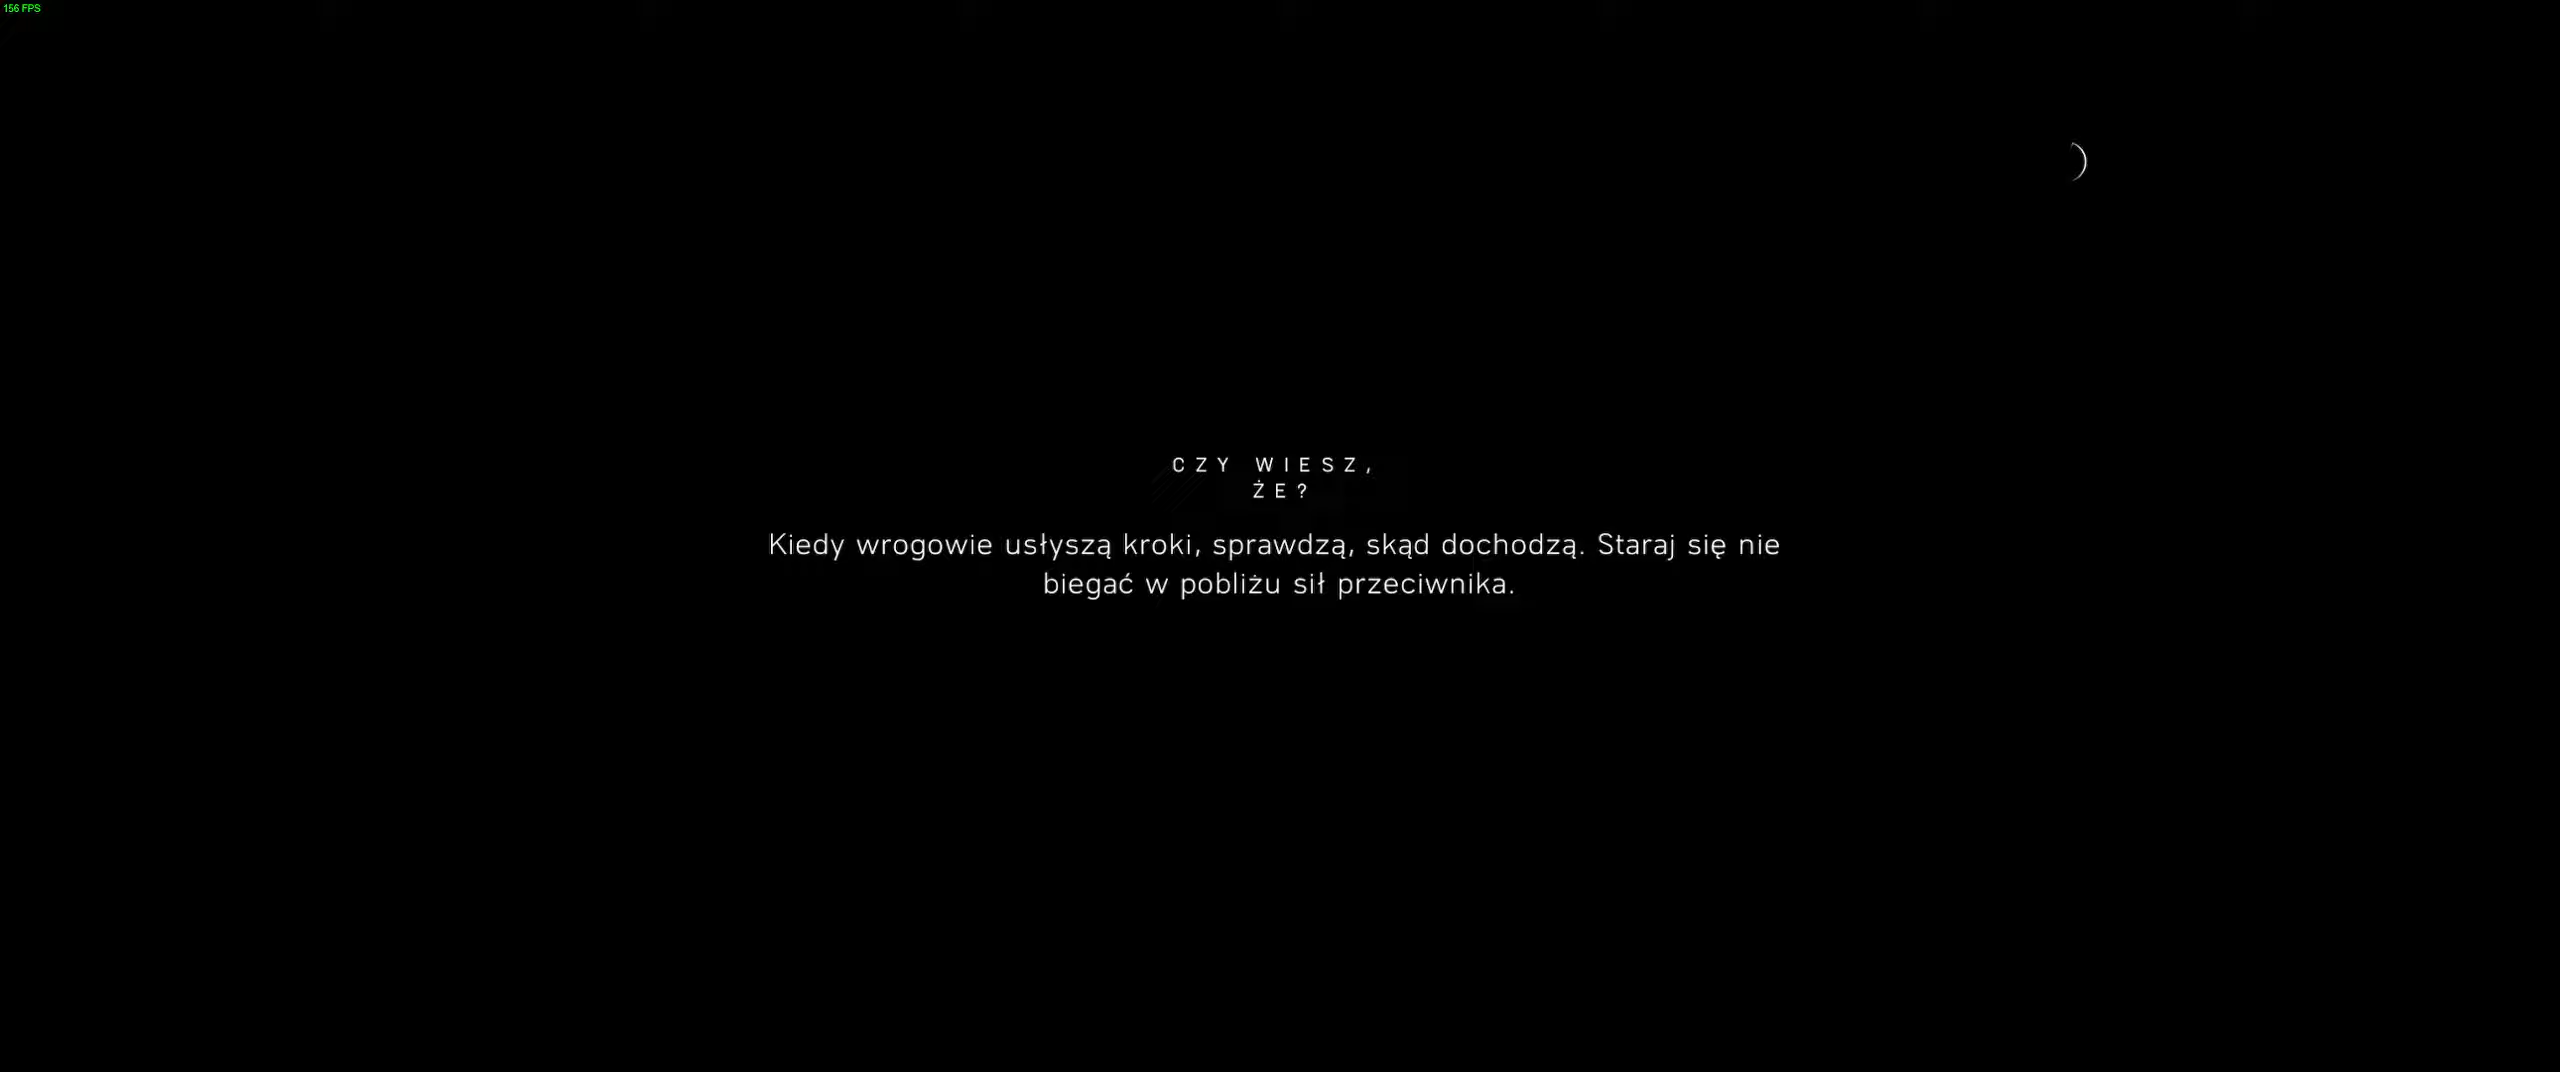 156 FPS
CZY WIESZ,
ŻE?
Kiedy wrogowie usłyszą kroki, sprawdzą, skąd dochodzą. Staraj się nie
biegać w pobliżu sił przeciwnika.